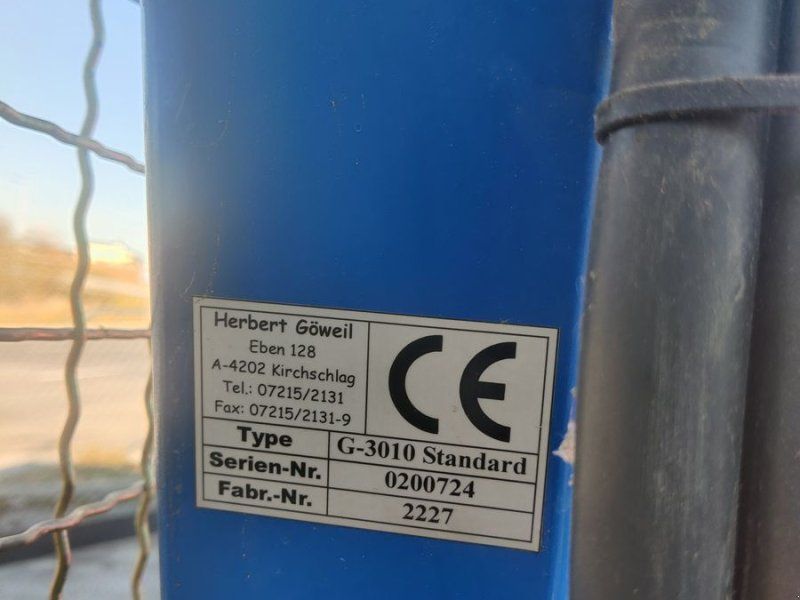 Herbert Göweil
Eben 128
A-4202 Kirchschlag
Tel.: 07215/2131
Fax: 07215/2131-9
CE
Type G-3010 Standard
Serien-Nr. 0200724
Fabr.-Nr. 2227